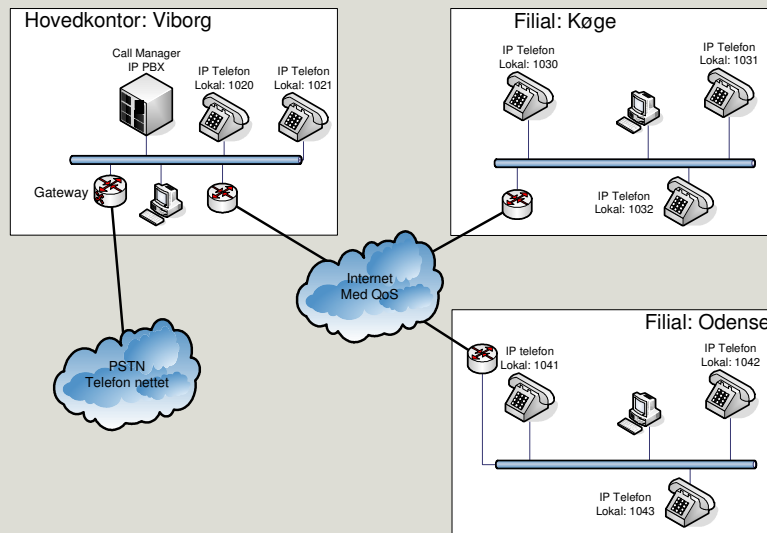 Hovedkontor: Viborg
Call Manager
IP PBX
IP Telefon
Lokal: 1020
IP Telefon
Lokal: 1021
Gateway
PSTN
Telefon nettet
Internet
Med QoS
Filial: Køge
IP Telefon
Lokal: 1030
IP Telefon
Lokal: 1031
IP Telefon
Lokal: 1032
Filial: Odense
IP telefon
Lokal: 1041
IP Telefon
Lokal: 1042
IP Telefon
Lokal: 1043